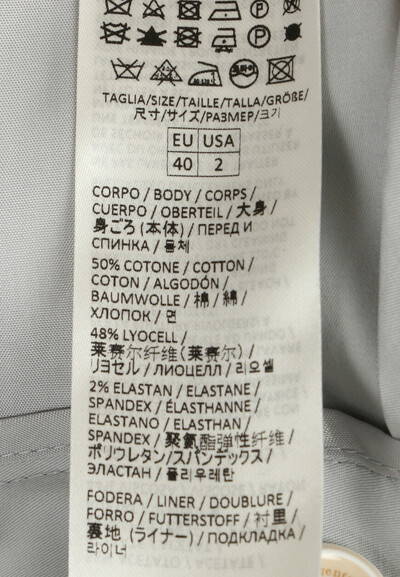 TAGLIA/SIZE/TAILLE/TALLA/GRÖßE/
尺寸/サイズ/РАЗМЕР/크기
EU USA
40 2
CORPO / BODY / CORPS /
CUERPO / OBERTEIL / 大身 /
身ごろ (本体) / ПЕРЕД И
СПИНКА / 몸체
50% COTONE / COTTON /
COTON / ALGODÓN /
BAUMWOLLE / 棉 / 綿 /
ХЛОПОК / 면
48% LYOCELL /
莱赛尔纤维 (莱赛尔) /
リヨセル / ЛИОЦЕЛЛ / 리오셀
2% ELASTAN / ELASTANE /
SPANDEX / ÉLASTHANNE /
ELASTANO / ELASTHAN /
SPANDEX / 聚氨酯弹性纤维 /
ポリウレタン/スパンデックス /
ЭЛАСТАН / 폴리우레탄
FODERA / LINER / DOUBLURE /
FORRO / FUTTERSTOFF / 衬里 /
裏地 (ライナー) / ПОДКЛАДКА /
라이너